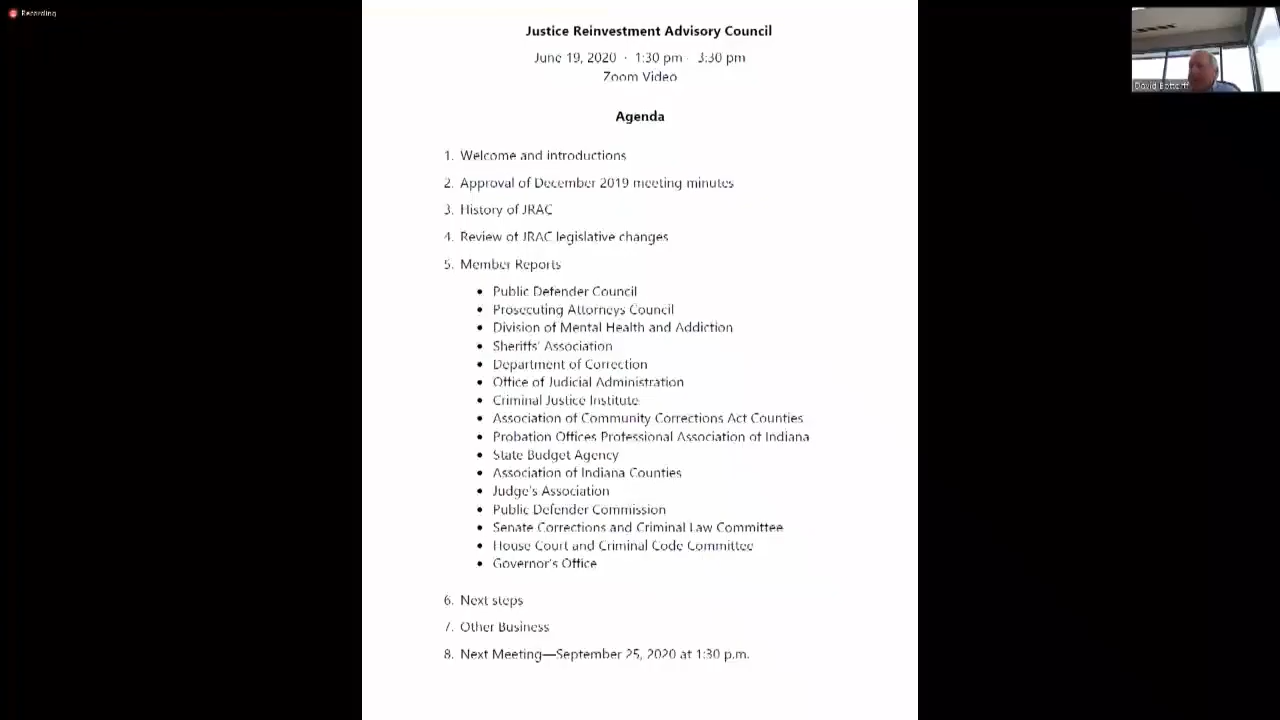 Recording
Justice Reinvestment Advisory Council
June 19, 2020 · 1:30 pm - 3:30 pm
Zoom Video
Agenda
1. Welcome and introductions
2. Approval of December 2019 meeting minutes
3. History of JRAC
4. Review of JRAC legislative changes
5. Member Reports
• Public Defender Council
• Prosecuting Attorneys Council
• Division of Mental Health and Addiction
• Sheriffs' Association
• Department of Correction
• Office of Judicial Administration
• Criminal Justice Institute
• Association of Community Corrections Act Counties
• Probation Offices Professional Association of Indiana
• State Budget Agency
• Association of Indiana Counties
• Judge's Association
• Public Defender Commission
• Senate Corrections and Criminal Law Committee
• House Court and Criminal Code Committee
• Governor's Office
6. Next steps
7. Other Business
8. Next Meeting—September 25, 2020 at 1:30 p.m.
David